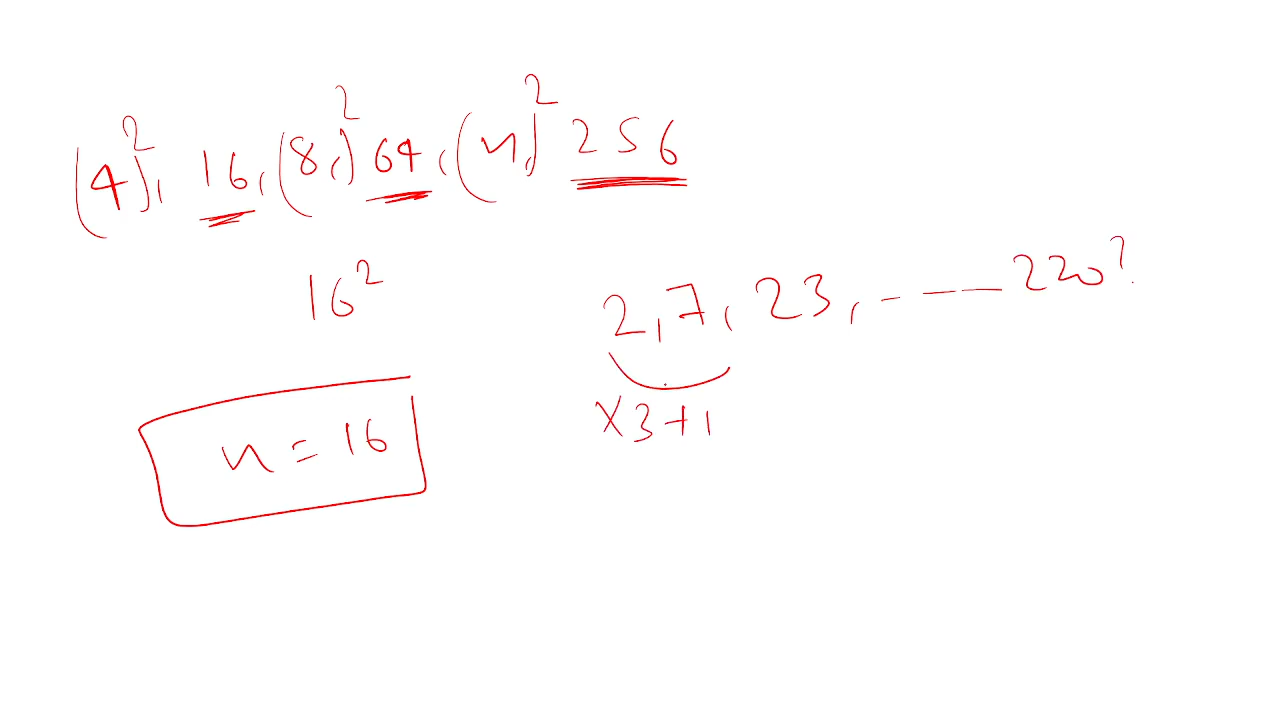 (4)², 16, (8,)² 64, (n,)² 256
16²
2, 7, 23, - — — 220?
×3+1
n = 16